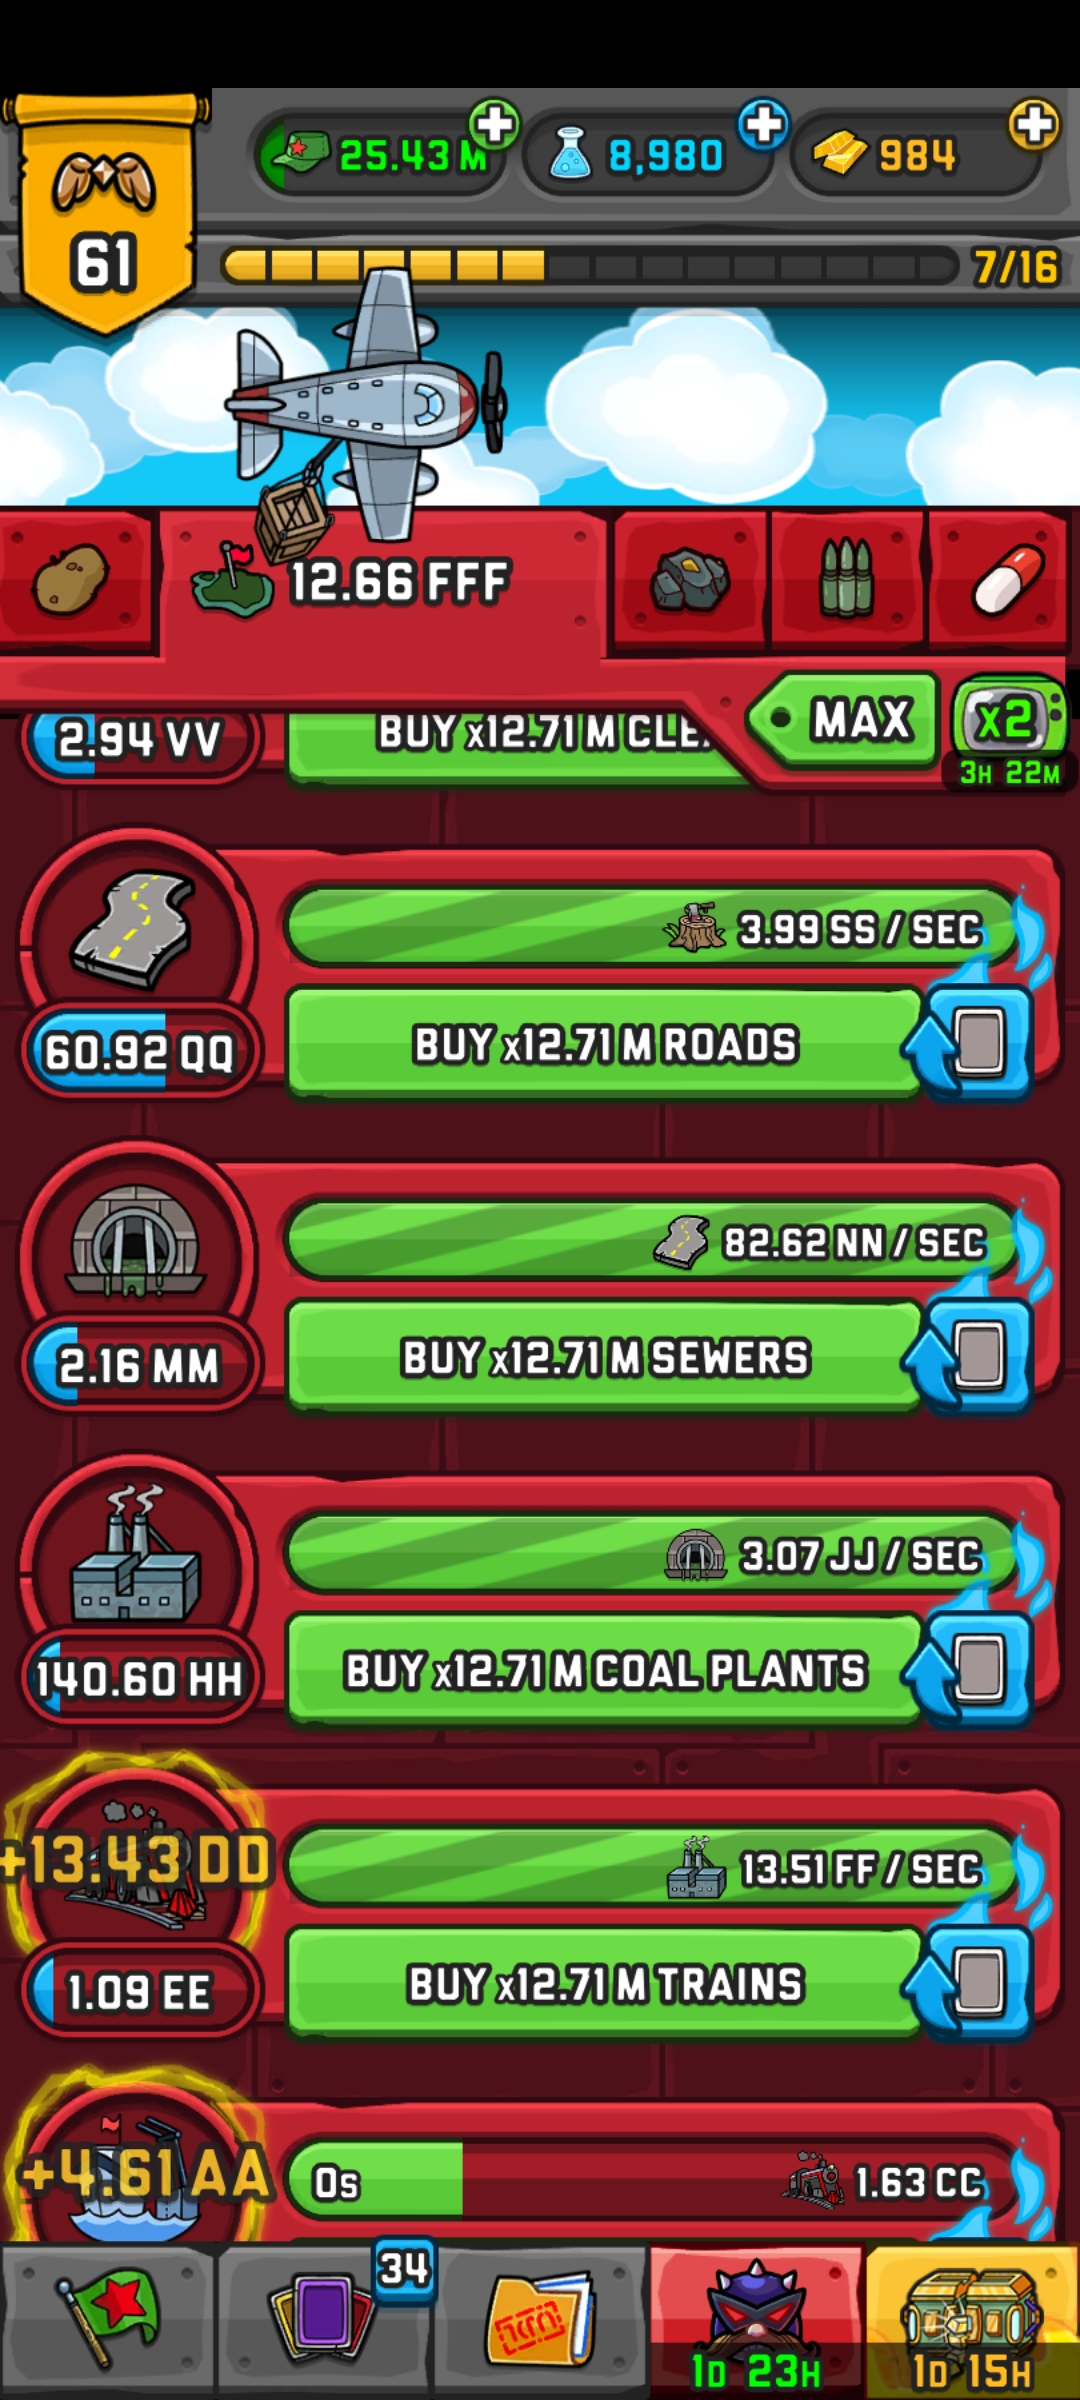 25.43 M
8,980
984
61
7/16
12.66 FFF
MAX
x2
3H 22M
2.94 VV
BUY x12.71 M CLE
3.99 SS / SEC
60.92 QQ
BUY x12.71 M ROADS
82.62 NN / SEC
2.16 MM
BUY x12.71 M SEWERS
3.07 JJ / SEC
140.60 HH
BUY x12.71 M COAL PLANTS
+13.43 DD
13.51 FF / SEC
1.09 EE
BUY x12.71 M TRAINS
+4.61 AA
0s
1.63 CC
34
1D 23H
1D 15H